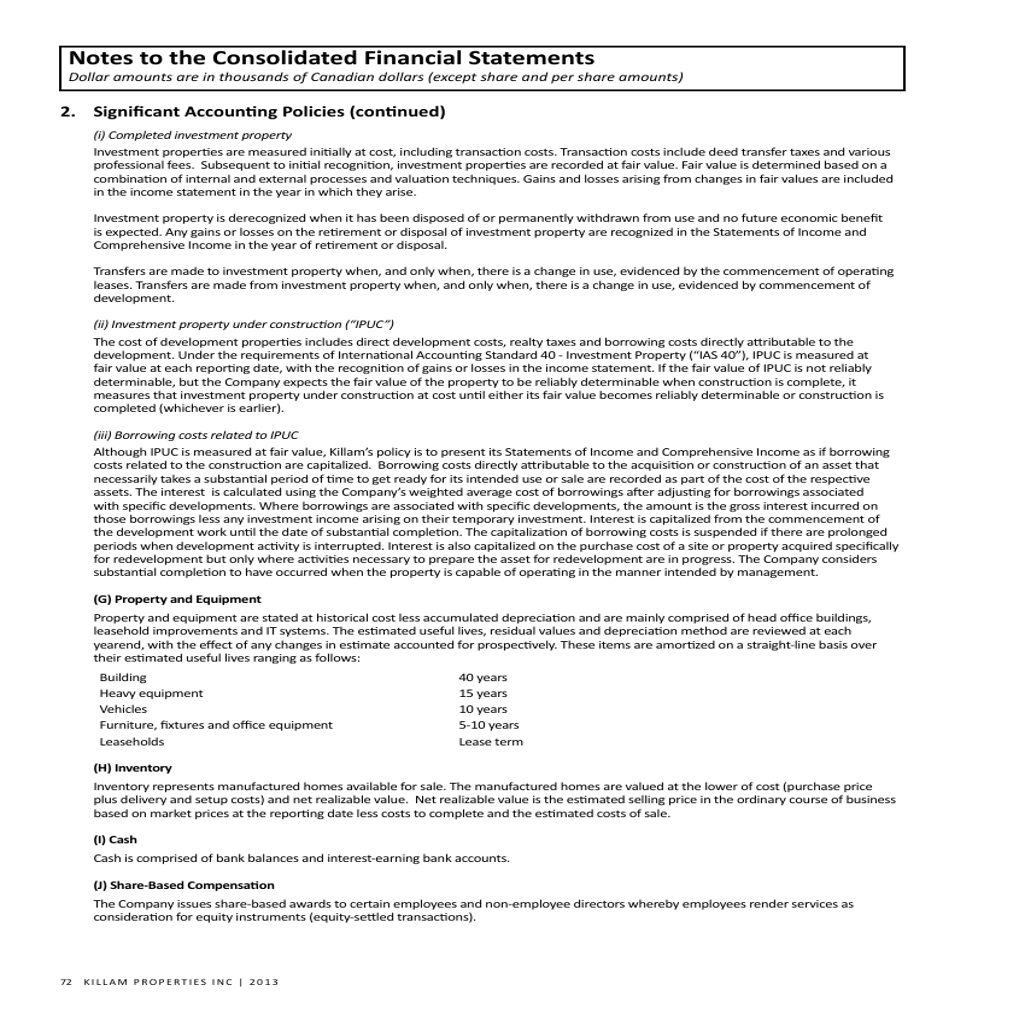 Notes to the Consolidated Financial Statements
Dollar amounts are in thousands of Canadian dollars (except share and per share amounts)
2. Significant Accounting Policies (continued)
(i) Completed investment property
Investment properties are measured initially at cost, including transaction costs. Transaction costs include deed transfer taxes and various
professional fees.  Subsequent to initial recognition, investment properties are recorded at fair value. Fair value is determined based on a
combination of internal and external processes and valuation techniques. Gains and losses arising from changes in fair values are included
in the income statement in the year in which they arise.
Investment property is derecognized when it has been disposed of or permanently withdrawn from use and no future economic benefit
is expected. Any gains or losses on the retirement or disposal of investment property are recognized in the Statements of Income and
Comprehensive Income in the year of retirement or disposal.
Transfers are made to investment property when, and only when, there is a change in use, evidenced by the commencement of operating
leases. Transfers are made from investment property when, and only when, there is a change in use, evidenced by commencement of
development.
(ii) Investment property under construction (“IPUC”)
The cost of development properties includes direct development costs, realty taxes and borrowing costs directly attributable to the
development. Under the requirements of International Accounting Standard 40 - Investment Property (“IAS 40”), IPUC is measured at
fair value at each reporting date, with the recognition of gains or losses in the income statement. If the fair value of IPUC is not reliably
determinable, but the Company expects the fair value of the property to be reliably determinable when construction is complete, it
measures that investment property under construction at cost until either its fair value becomes reliably determinable or construction is
completed (whichever is earlier).
(iii) Borrowing costs related to IPUC
Although IPUC is measured at fair value, Killam’s policy is to present its Statements of Income and Comprehensive Income as if borrowing
costs related to the construction are capitalized.  Borrowing costs directly attributable to the acquisition or construction of an asset that
necessarily takes a substantial period of time to get ready for its intended use or sale are recorded as part of the cost of the respective
assets. The interest  is calculated using the Company’s weighted average cost of borrowings after adjusting for borrowings associated
with specific developments. Where borrowings are associated with specific developments, the amount is the gross interest incurred on
those borrowings less any investment income arising on their temporary investment. Interest is capitalized from the commencement of
the development work until the date of substantial completion. The capitalization of borrowing costs is suspended if there are prolonged
periods when development activity is interrupted. Interest is also capitalized on the purchase cost of a site or property acquired specifically
for redevelopment but only where activities necessary to prepare the asset for redevelopment are in progress. The Company considers
substantial completion to have occurred when the property is capable of operating in the manner intended by management.
(G) Property and Equipment
Property and equipment are stated at historical cost less accumulated depreciation and are mainly comprised of head office buildings,
leasehold improvements and IT systems. The estimated useful lives, residual values and depreciation method are reviewed at each
yearend, with the effect of any changes in estimate accounted for prospectively. These items are amortized on a straight-line basis over
their estimated useful lives ranging as follows:
Building 40 years
Heavy equipment 15 years
Vehicles 10 years
Furniture, fixtures and office equipment 5-10 years
Leaseholds Lease term
(H) Inventory
Inventory represents manufactured homes available for sale. The manufactured homes are valued at the lower of cost (purchase price
plus delivery and setup costs) and net realizable value.  Net realizable value is the estimated selling price in the ordinary course of business
based on market prices at the reporting date less costs to complete and the estimated costs of sale.
(I) Cash
Cash is comprised of bank balances and interest-earning bank accounts.
(J) Share-Based Compensation
The Company issues share-based awards to certain employees and non-employee directors whereby employees render services as
consideration for equity instruments (equity-settled transactions).
72 KILLAM PROPERTIES INC | 2013